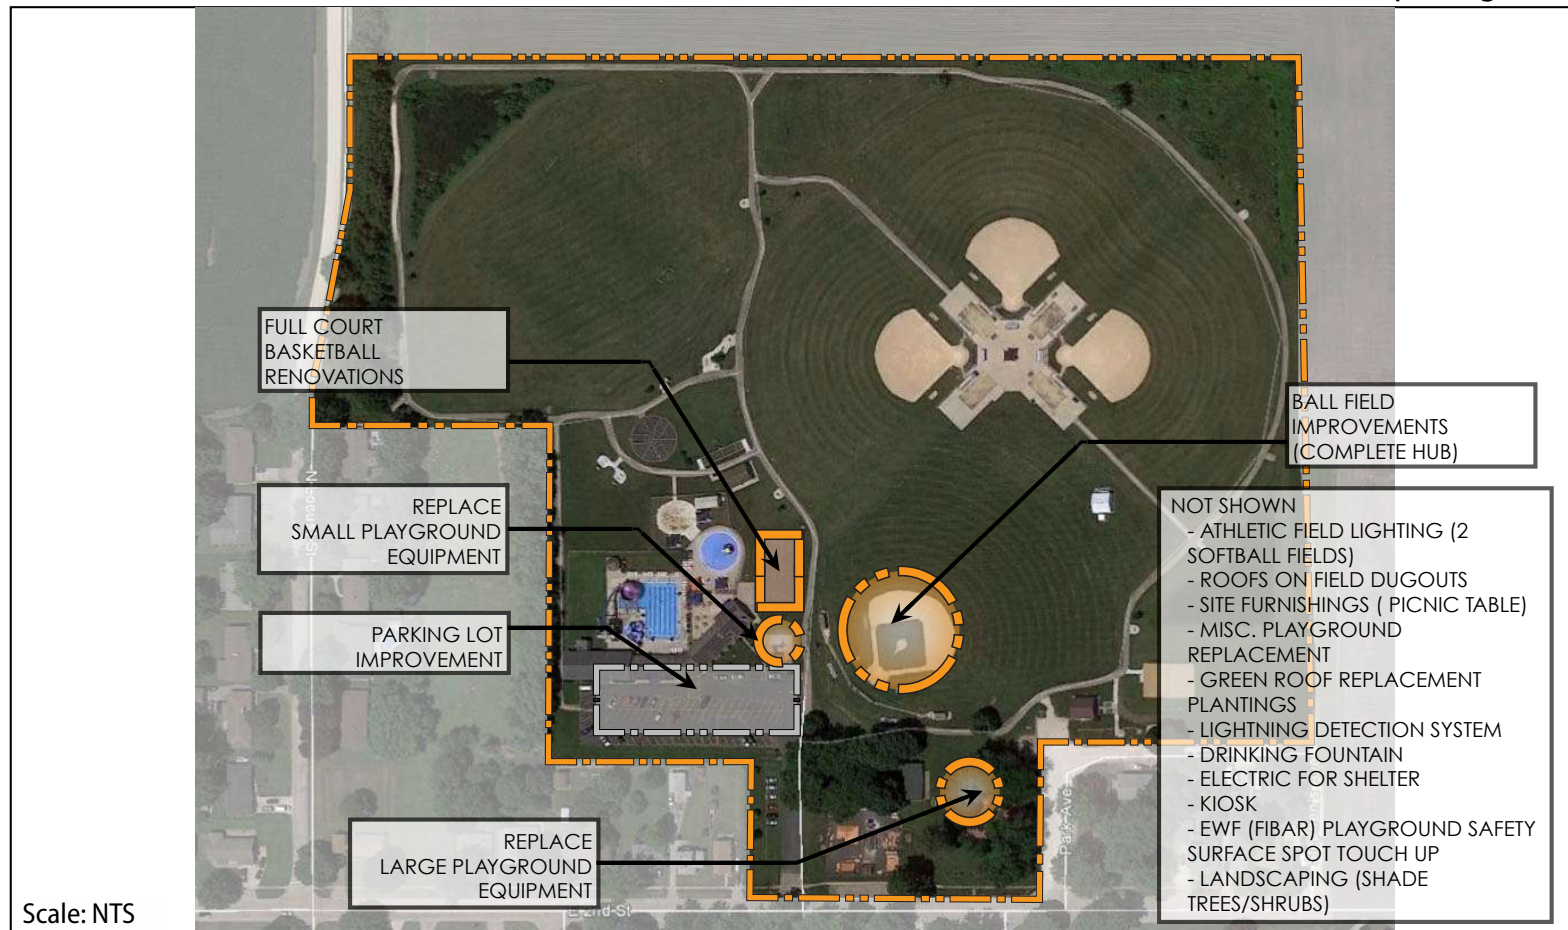 FULL COURT
BASKETBALL
RENOVATIONS
BALL FIELD
IMPROVEMENTS
(COMPLETE HUB)
REPLACE
SMALL PLAYGROUND
EQUIPMENT
PARKING LOT
IMPROVEMENT
NOT SHOWN
- ATHLETIC FIELD LIGHTING (2
SOFTBALL FIELDS)
- ROOFS ON FIELD DUGOUTS
- SITE FURNISHINGS ( PICNIC TABLE)
- MISC. PLAYGROUND
REPLACEMENT
- GREEN ROOF REPLACEMENT
PLANTINGS
- LIGHTNING DETECTION SYSTEM
- DRINKING FOUNTAIN
- ELECTRIC FOR SHELTER
- KIOSK
- EWF (FIBAR) PLAYGROUND SAFETY
SURFACE SPOT TOUCH UP
- LANDSCAPING (SHADE
TREES/SHRUBS)
REPLACE
LARGE PLAYGROUND
EQUIPMENT
Park Ave
E 2nd St
Scale: NTS